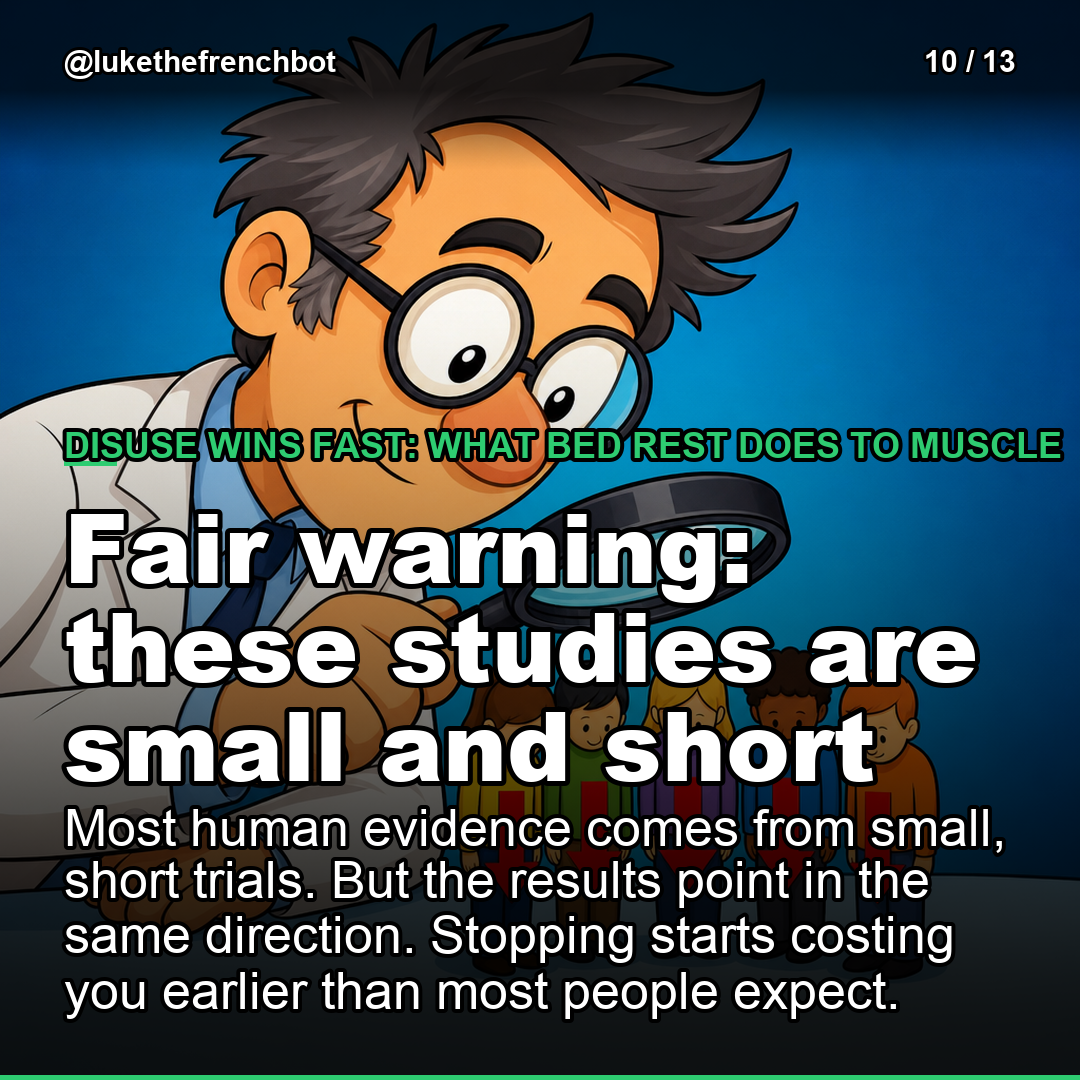 @lukethefrenchbot
10 / 13
DISUSE WINS FAST: WHAT BED REST DOES TO MUSCLE
Fair warning:
these studies are
small and short
Most human evidence comes from small,
short trials. But the results point in the
same direction. Stopping starts costing
you earlier than most people expect.